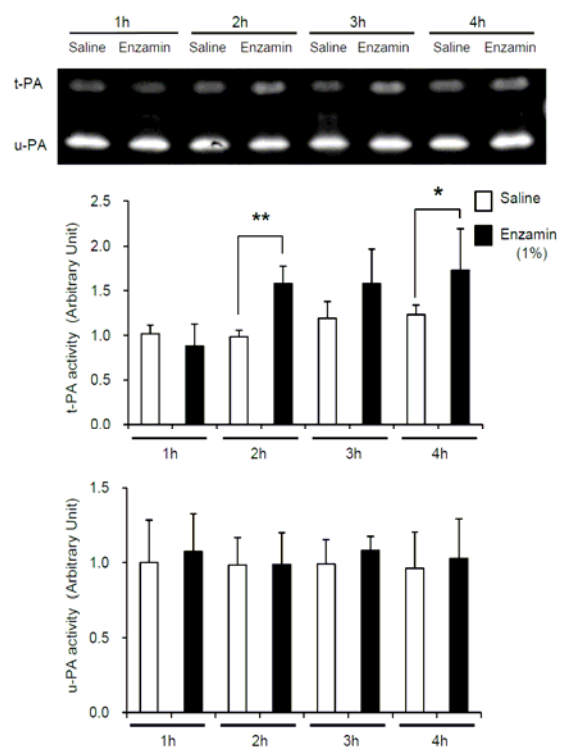 1h 2h 3h 4h
Saline Enzamin Saline Enzamin Saline Enzamin Saline Enzamin
t-PA
u-PA
t-PA activity (Arbitrary Unit)
2.5
2.0
1.5
1.0
0.5
0.0
**
*
Saline
Enzamin
(1%)
1h 2h 3h 4h
u-PA activity (Arbitrary Unit)
1.5
1.0
0.5
0.0
1h 2h 3h 4h